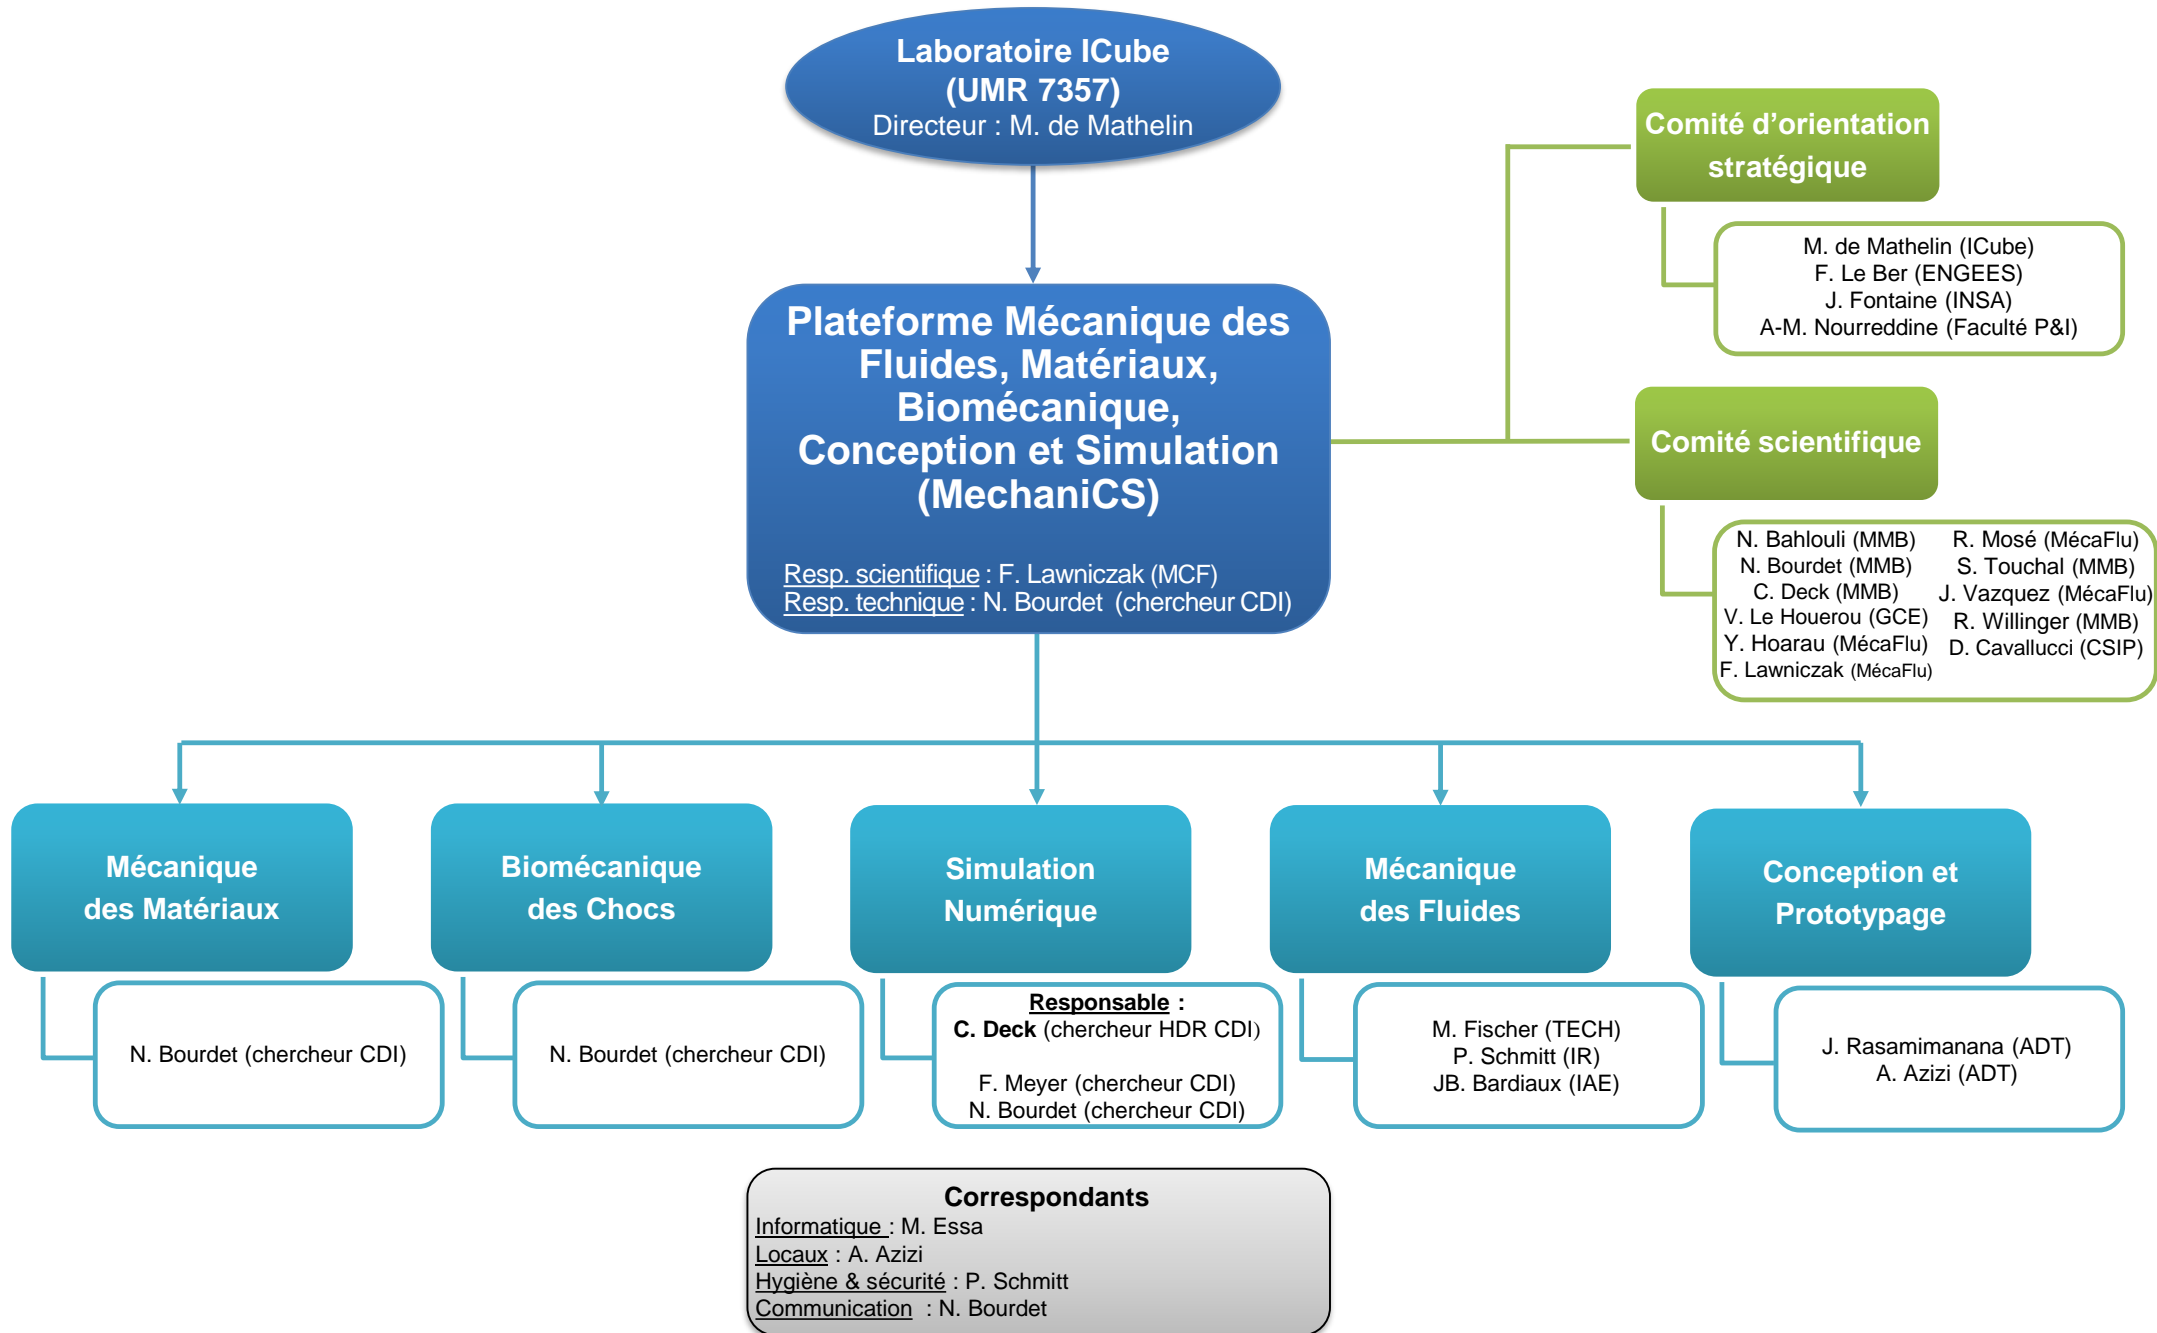 Laboratoire ICube
(UMR 7357)
Directeur : M. de Mathelin
Comité d’orientation
stratégique
M. de Mathelin (ICube)
F. Le Ber (ENGEES)
J. Fontaine (INSA)
A-M. Nourreddine (Faculté P&I)
Plateforme Mécanique des
Fluides, Matériaux,
Biomécanique,
Conception et Simulation
(MechaniCS)
Resp. scientifique : F. Lawniczak (MCF)
Resp. technique : N. Bourdet (chercheur CDI)
Comité scientifique
N. Bahlouli (MMB)
N. Bourdet (MMB)
C. Deck (MMB)
V. Le Houerou (GCE)
Y. Hoarau (MécaFlu)
F. Lawniczak (MécaFlu)
R. Mosé (MécaFlu)
S. Touchal (MMB)
J. Vazquez (MécaFlu)
R. Willinger (MMB)
D. Cavallucci (CSIP)
Mécanique
des Matériaux
N. Bourdet (chercheur CDI)
Biomécanique
des Chocs
N. Bourdet (chercheur CDI)
Simulation
Numérique
Responsable :
C. Deck (chercheur HDR CDI)
F. Meyer (chercheur CDI)
N. Bourdet (chercheur CDI)
Mécanique
des Fluides
M. Fischer (TECH)
P. Schmitt (IR)
JB. Bardiaux (IAE)
Conception et
Prototypage
J. Rasamimanana (ADT)
A. Azizi (ADT)
Correspondants
Informatique : M. Essa
Locaux : A. Azizi
Hygiène & sécurité : P. Schmitt
Communication : N. Bourdet